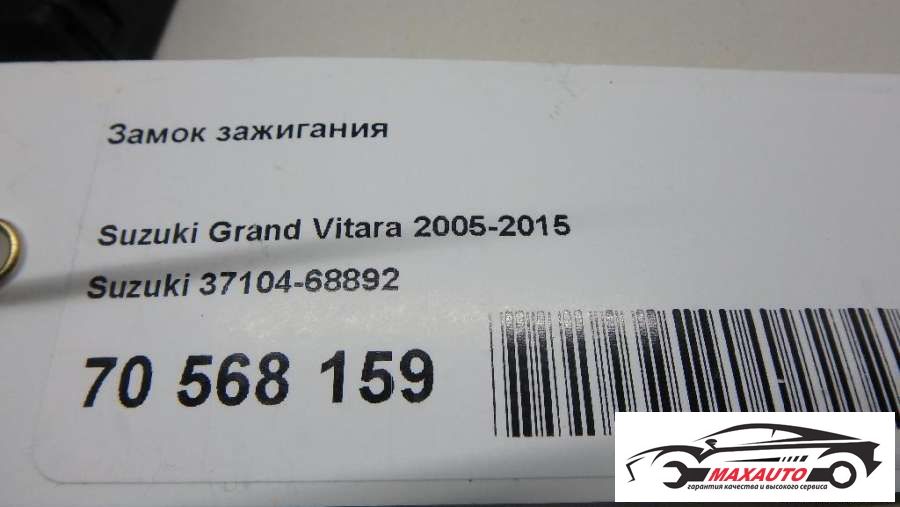 Замок зажигания
Suzuki Grand Vitara 2005-2015
Suzuki 37104-68892
70 568 159
MAXAUTO
гарантия качества и высокого сервиса